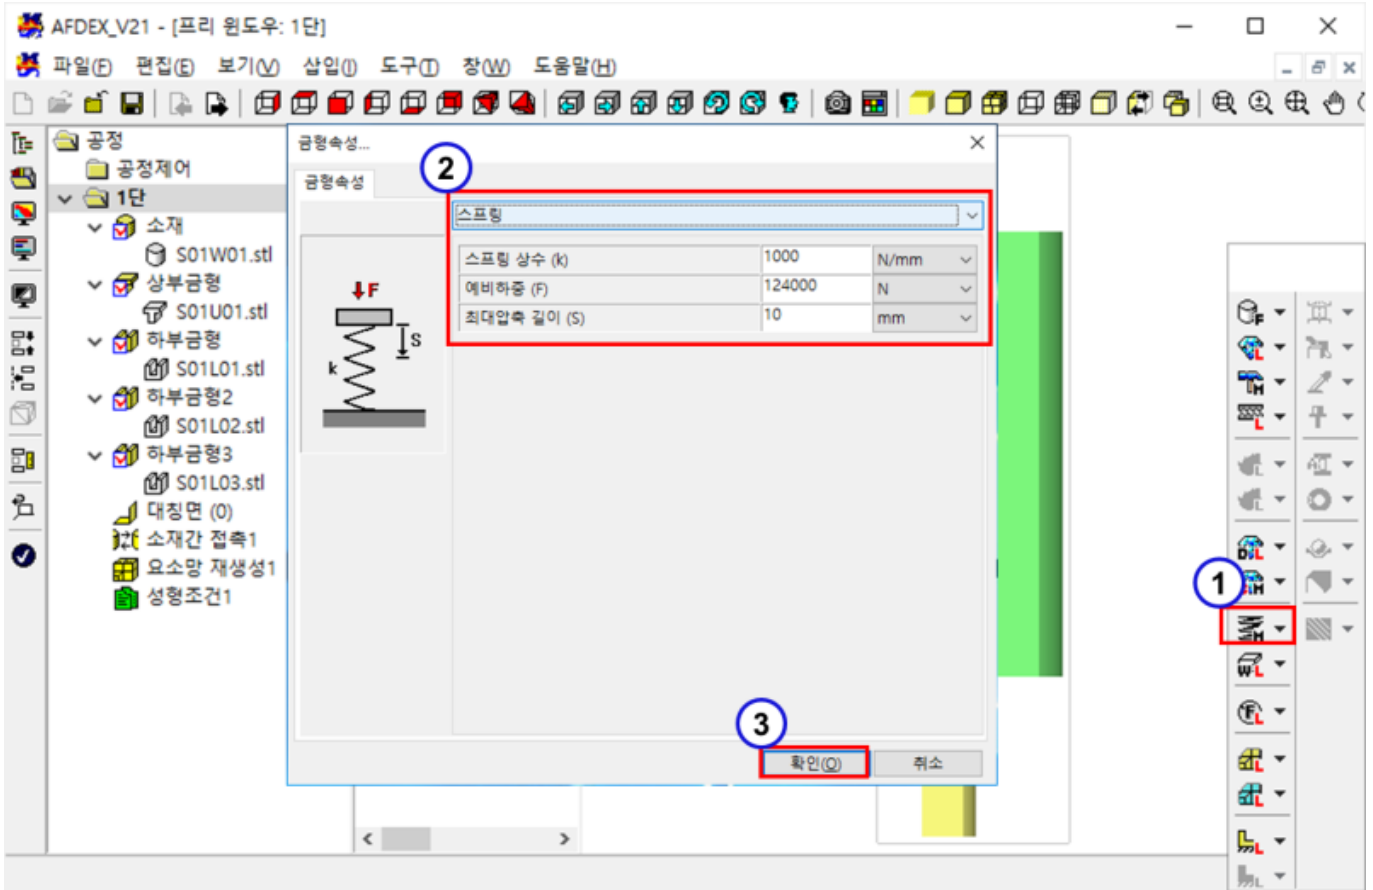 AFDEX_V21 - [프리 윈도우: 1단]
파일(F) 편집(E) 보기(V) 삽입(I) 도구(T) 창(W) 도움말(H)
공정
공정제어
1단
소재
S01W01.stl
상부금형
S01U01.stl
하부금형
S01L01.stl
하부금형2
S01L02.stl
하부금형3
S01L03.stl
대칭면 (0)
소재간 접촉1
요소망 재생성1
성형조건1
금형속성...
2
금형속성
스프링
스프링 상수 (k) 1000 N/mm
예비하중 (F) 124000 N
최대압축 길이 (S) 10 mm
F
S
k
3
확인(O) 취소
1
F
L
M
L
L
AI
L
D L
M
M
W L
F L
L
L
L
L